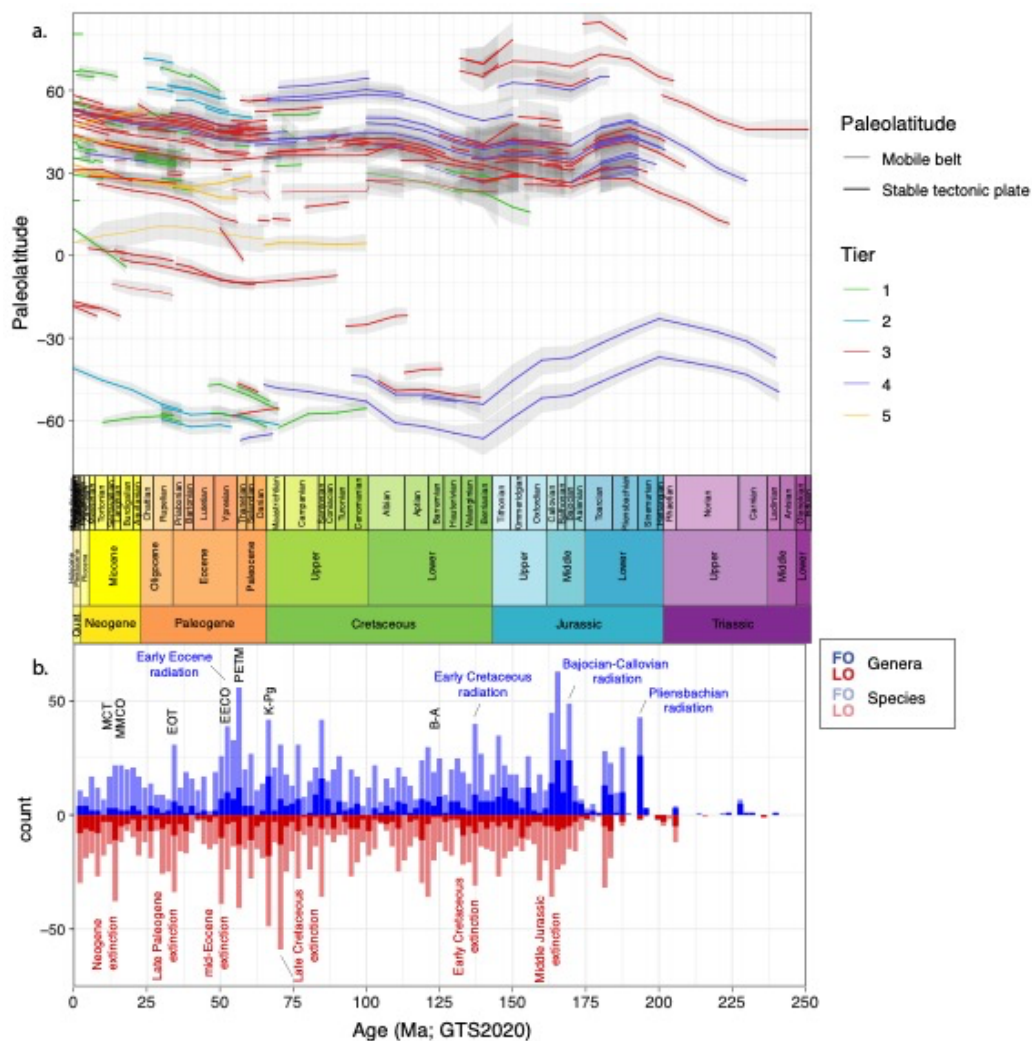 a.
60
30
0
−30
−60
Paleolatitude
Paleolatitude
Mobile belt
Stable tectonic plate
Tier
1
2
3
4
5
Tortonian
Burdigalian
Aquitanian
Chattian
Rupelian
Priabonian
Bartonian
Lutetian
Ypresian
Thanetian
Danian
Maastrichtian
Campanian
Santonian
Coniacian
Turonian
Cenomanian
Albian
Aptian
Barremian
Hauterivian
Valanginian
Berriasian
Tithonian
Kimmeridgian
Oxfordian
Callovian
Bathonian
Bajocian
Aalenian
Toarcian
Pliensbachian
Sinemurian
Hettangian
Rhaetian
Norian
Carnian
Ladinian
Anisian
Miocene
Oligocene
Eocene
Paleocene
Upper
Lower
Upper
Middle
Lower
Upper
Middle
Lower
Quat.
Neogene
Paleogene
Cretaceous
Jurassic
Triassic
b.
50
0
−50
count
MCT
MMCO
EOT
Early Eocene
radiation
EECO
PETM
K-Pg
B-A
Early Cretaceous
radiation
Bajocian-Callovian
radiation
Pliensbachian
radiation
Neogene
extinction
Late Paleogene
extinction
mid-Eocene
extinction
Late Cretaceous
extinction
Early Cretaceous
extinction
Middle Jurassic
extinction
FO
LO
Genera
FO
LO
Species
0
25
50
75
100
125
150
175
200
225
250
Age (Ma; GTS2020)